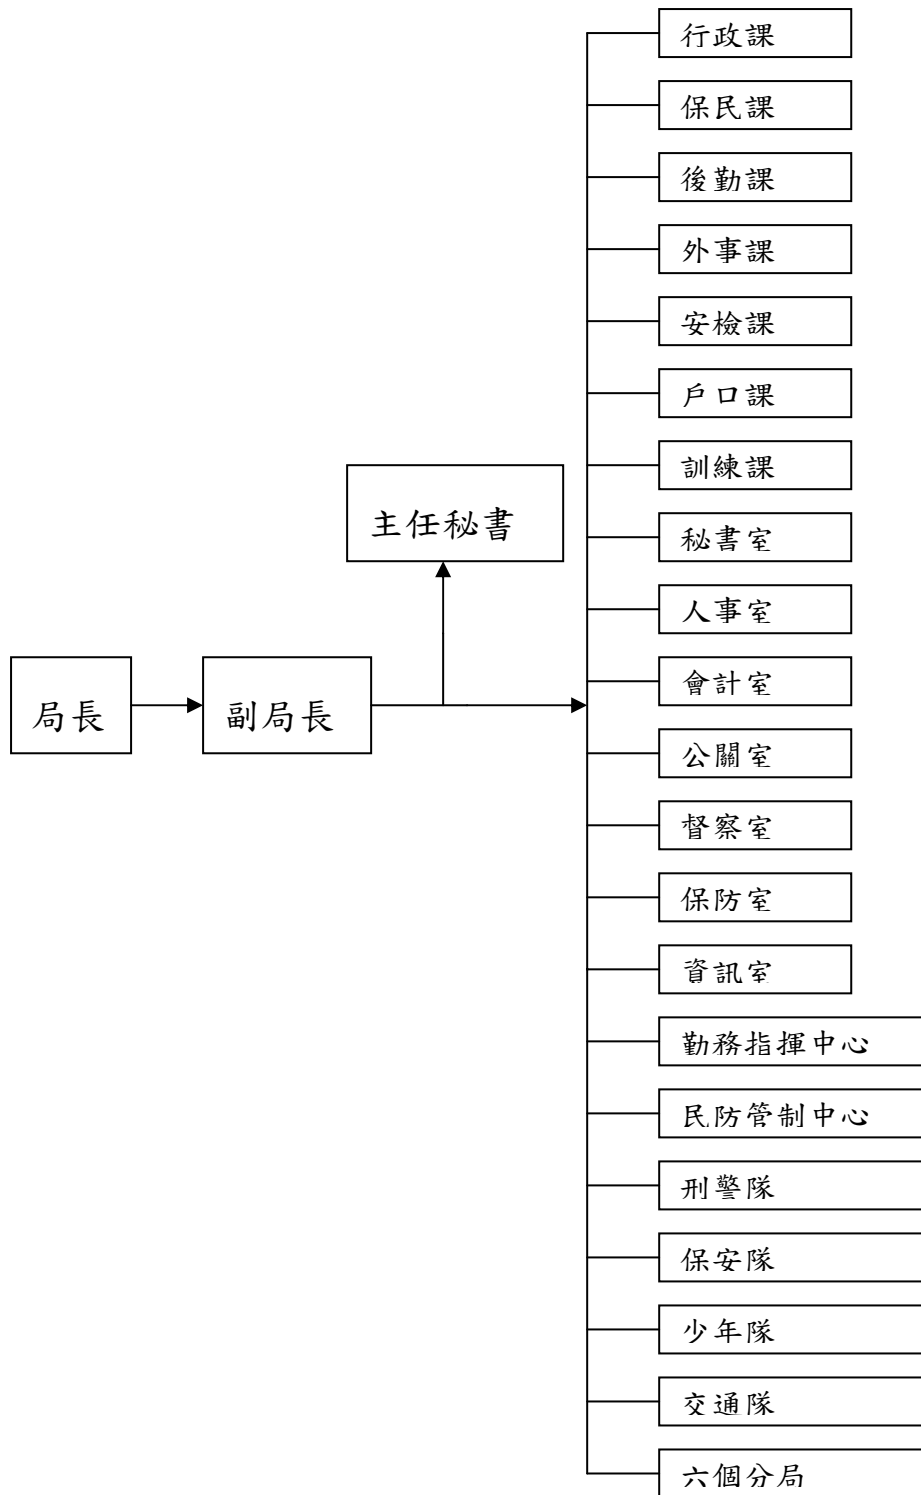 行政課
保民課
後勤課
外事課
安檢課
戶口課
訓練課
主任秘書
秘書室
人事室
局長
副局長
會計室
公關室
督察室
保防室
資訊室
勤務指揮中心
民防管制中心
刑警隊
保安隊
少年隊
交通隊
六個分局